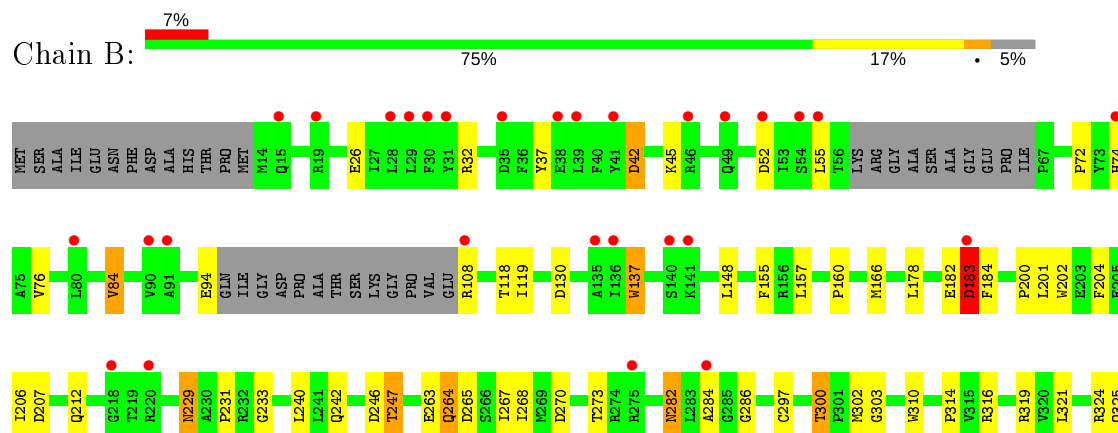 7%
Chain B:
75% 17% • 5%
MET SER ALA ILE GLU ASN PHE ASP ALA HIS THR PRO MET M14 Q15 R19 E26 I27 L28 L29 F30 Y31 R32 D35 F36 Y37 E38 L39 F40 Y41 D42 K45 R46 Q49 D52 I53 S54 L55 T56 LYS ARG GLY ALA SER ALA ALA GLY GLU PRO ILE P67 P72 Y73 H74
A75 V76 L80 V84 V90 A91 E94 GLN ILE GLY ASP PRO ALA THR SER LYS GLY PRO VAL GLU R108 T118 I119 D130 A135 I136 W137 S140 K141 L148 F155 R156 L157 P160 M166 L178 E182 D183 F184 P200 L201 W202 E203 F204 E205
I206 D207 Q212 G218 T219 R220 N229 A230 P231 R232 G233 L240 L241 Q242 D246 T247 E263 Q264 D265 S266 I267 I268 M269 D270 T273 R274 R275 N282 L283 A284 G285 G286 C297 T300 P301 M302 G303 W310 P314 V315 R316 R319 V320 L321 R324